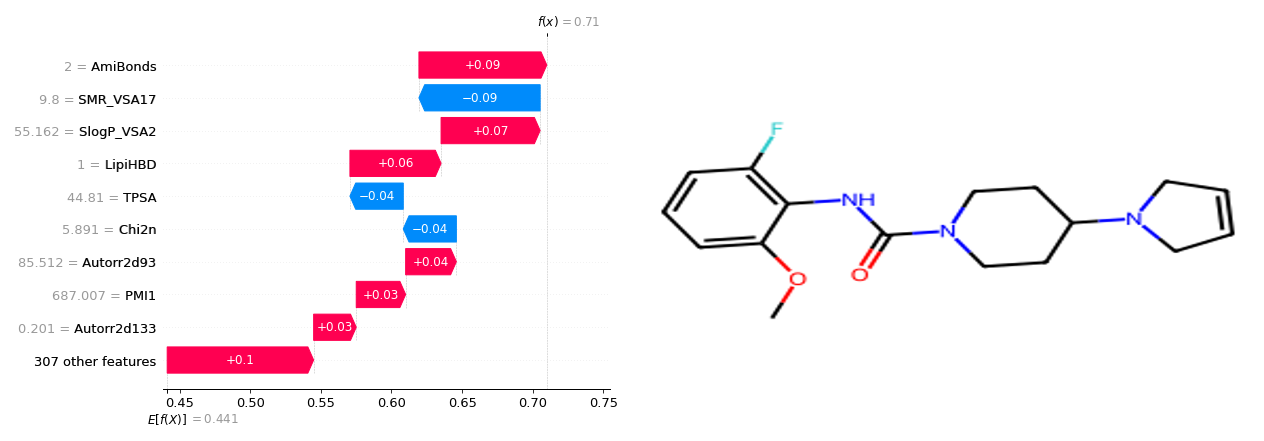 f(x) = 0.71
2 = AmiBonds
+0.09
9.8 = SMR_VSA17
−0.09
55.162 = SlogP_VSA2
+0.07
1 = LipiHBD
+0.06
44.81 = TPSA
−0.04
5.891 = Chi2n
−0.04
85.512 = Autorr2d93
+0.04
687.007 = PMI1
+0.03
0.201 = Autorr2d133
+0.03
307 other features
+0.1
0.45 0.50 0.55 0.60 0.65 0.70 0.75
E[f(X)] = 0.441
F
NH
N
N
O
O